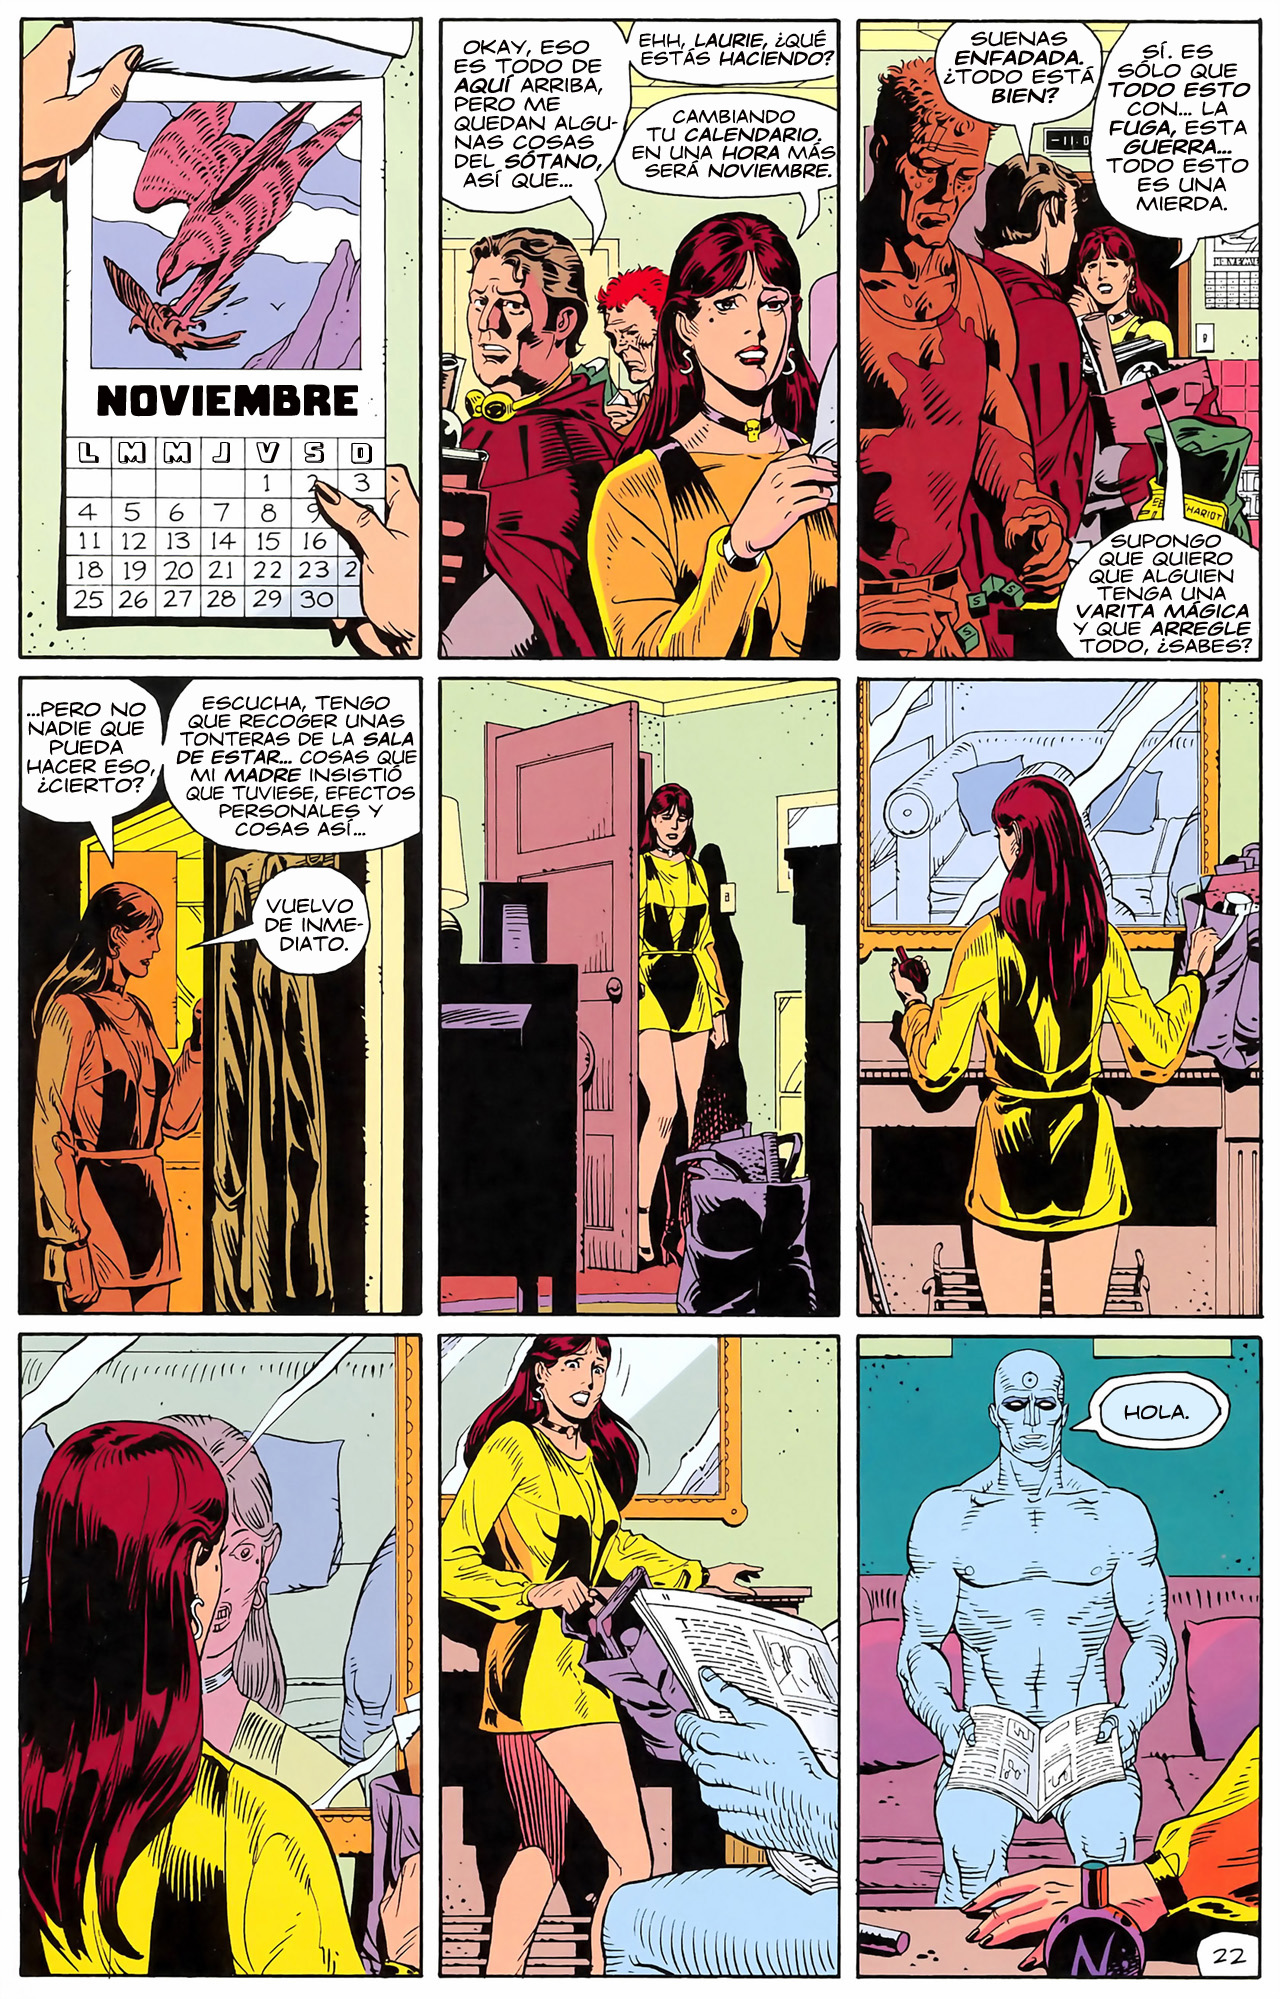 NOVIEMBRE
L M M J V S D
1 2 3
4 5 6 7 8 9
11 12 13 14 15 16
18 19 20 21 22 23 2
25 26 27 28 29 30
OKAY, ESO
ES TODO DE
AQUÍ ARRIBA,
PERO ME
QUEDAN ALGU-
NAS COSAS
DEL SÓTANO,
ASÍ QUE...
EHH, LAURIE, ¿QUÉ
ESTÁS HACIENDO?
CAMBIANDO
TU CALENDARIO.
EN UNA HORA MÁS
SERÁ NOVIEMBRE.
SUENAS
ENFADADA.
¿TODO ESTÁ
BIEN?
SÍ. ES
SÓLO QUE
TODO ESTO
CON... LA
FUGA, ESTA
GUERRA...
TODO ESTO
ES UNA
MIERDA.
-11:0
NOVIEM
HARIOT
S
S
S
SUPONGO
QUE QUIERO
QUE ALGUIEN
TENGA UNA
VARITA MÁGICA
Y QUE ARREGLE
TODO, ¿SABES?
...PERO NO
NADIE QUE
PUEDA
HACER ESO,
¿CIERTO?
ESCUCHA, TENGO
QUE RECOGER UNAS
TONTERAS DE LA SALA
DE ESTAR... COSAS QUE
MI MADRE INSISTIÓ
QUE TUVIESE, EFECTOS
PERSONALES Y
COSAS ASÍ...
VUELVO
DE INME-
DIATO.
HOLA.
N
22